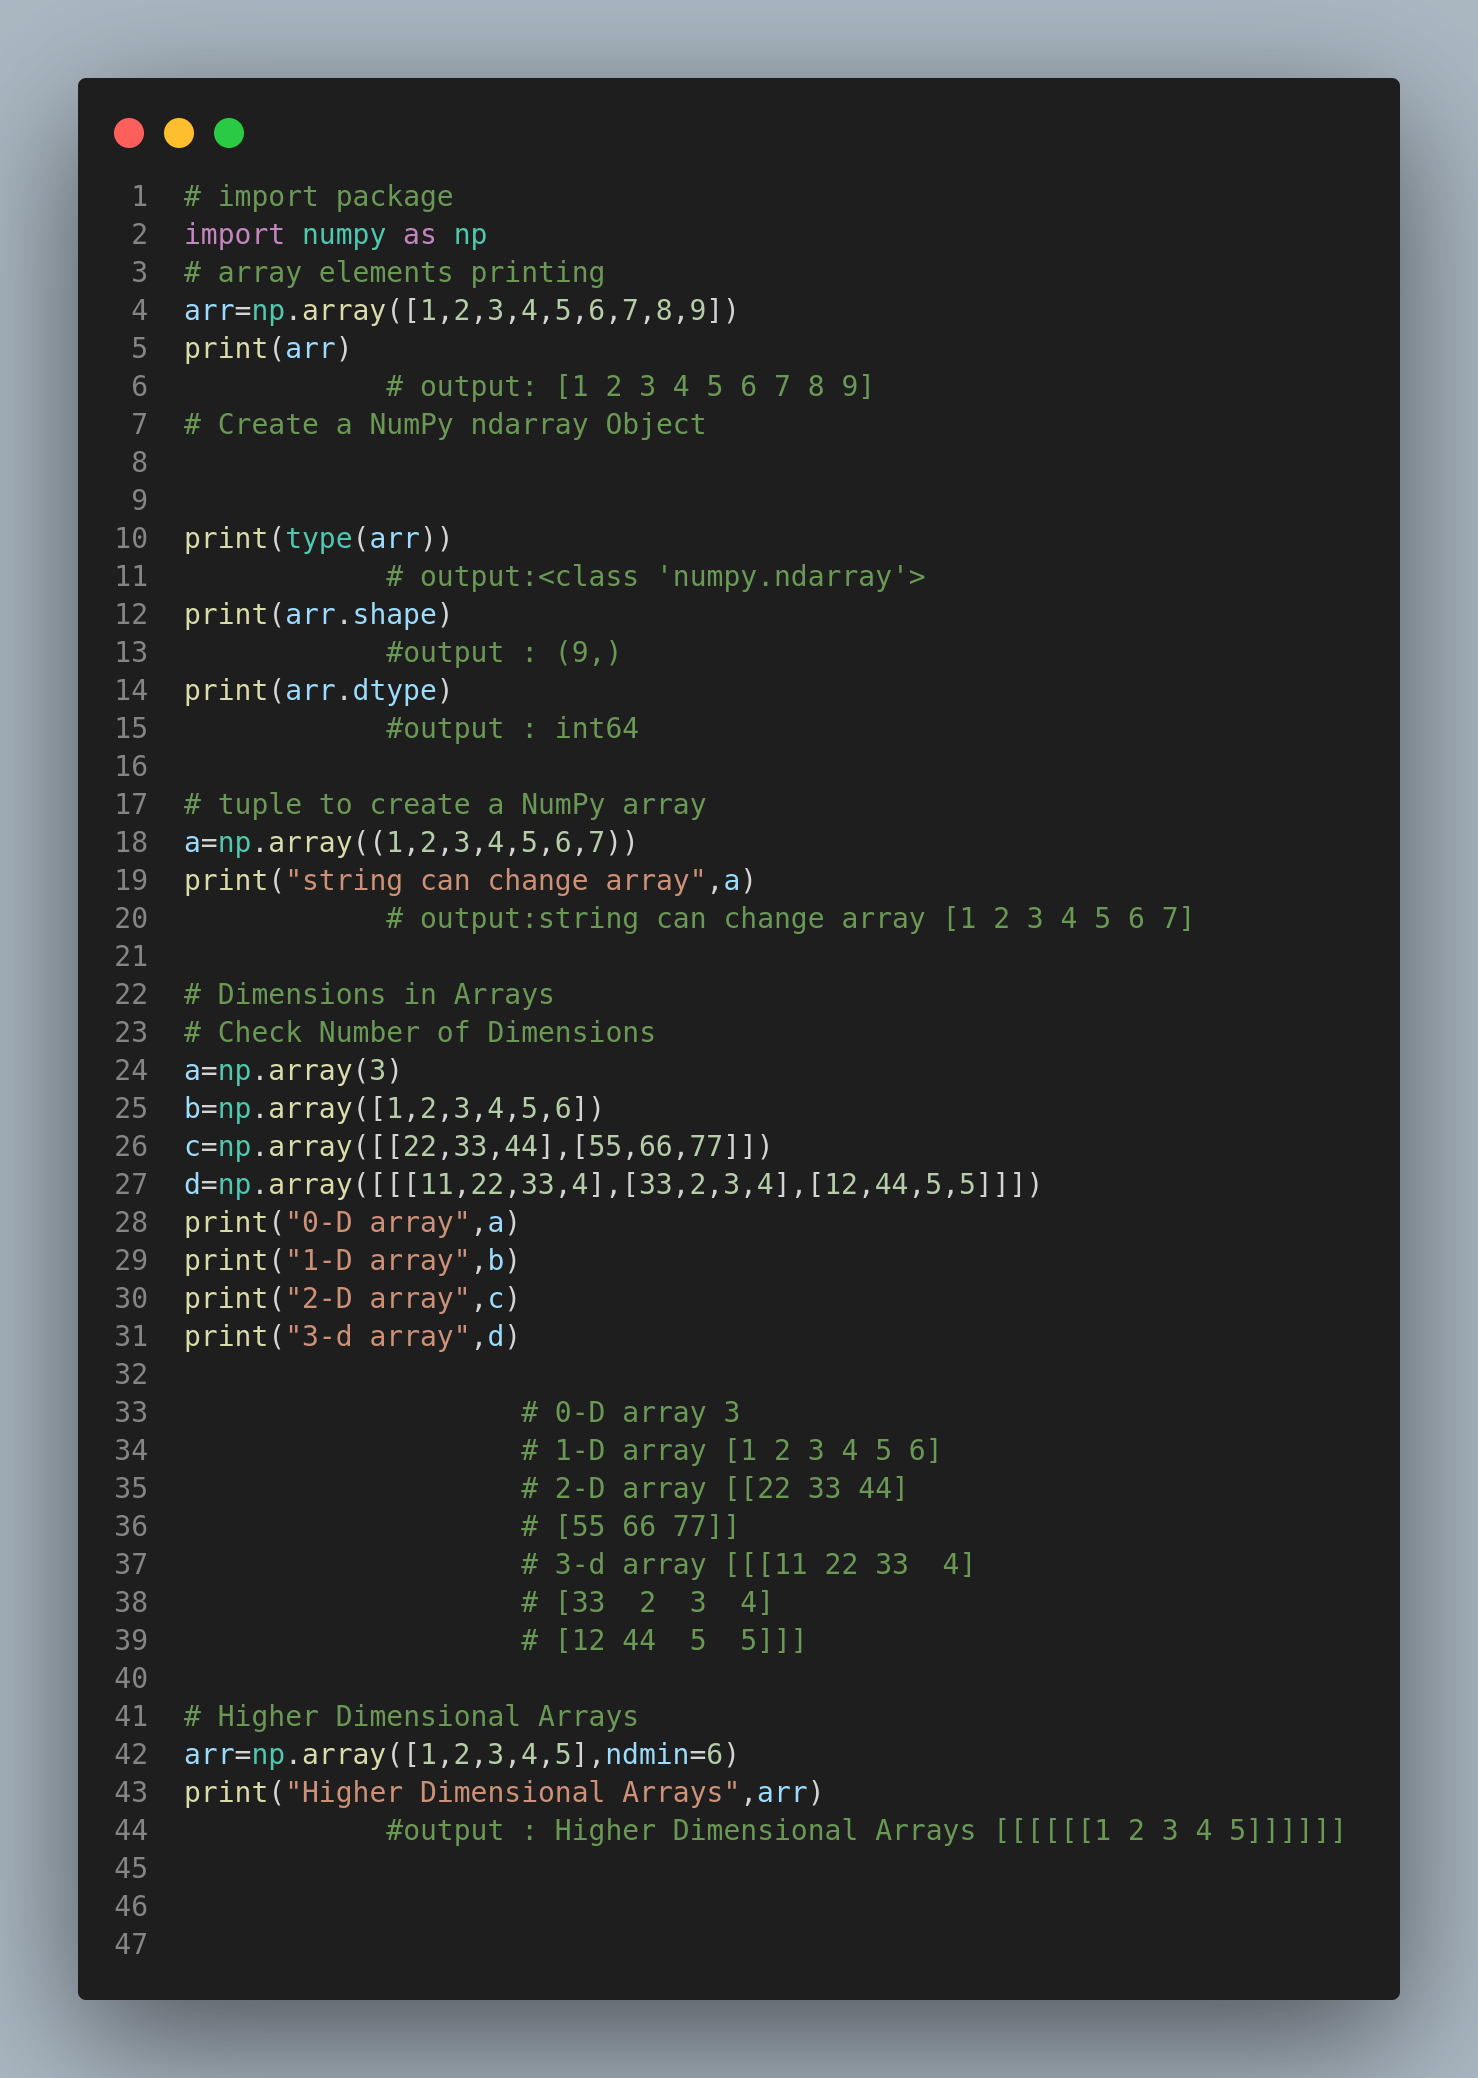 1 # import package
2 import numpy as np
3 # array elements printing
4 arr=np.array([1,2,3,4,5,6,7,8,9])
5 print(arr)
6             # output: [1 2 3 4 5 6 7 8 9]
7 # Create a NumPy ndarray Object
8
9
10 print(type(arr))
11             # output:<class 'numpy.ndarray'>
12 print(arr.shape)
13             #output : (9,)
14 print(arr.dtype)
15             #output : int64
16
17 # tuple to create a NumPy array
18 a=np.array((1,2,3,4,5,6,7))
19 print("string can change array",a)
20             # output:string can change array [1 2 3 4 5 6 7]
21
22 # Dimensions in Arrays
23 # Check Number of Dimensions
24 a=np.array(3)
25 b=np.array([1,2,3,4,5,6])
26 c=np.array([[22,33,44],[55,66,77]])
27 d=np.array([[[11,22,33,4],[33,2,3,4],[12,44,5,5]]])
28 print("0-D array",a)
29 print("1-D array",b)
30 print("2-D array",c)
31 print("3-d array",d)
32
33                     # 0-D array 3
34                     # 1-D array [1 2 3 4 5 6]
35                     # 2-D array [[22 33 44]
36                     # [55 66 77]]
37                     # 3-d array [[[11 22 33  4]
38                     # [33  2  3  4]
39                     # [12 44  5  5]]]
40
41 # Higher Dimensional Arrays
42 arr=np.array([1,2,3,4,5],ndmin=6)
43 print("Higher Dimensional Arrays",arr)
44             #output : Higher Dimensional Arrays [[[[[[1 2 3 4 5]]]]]]
45
46
47